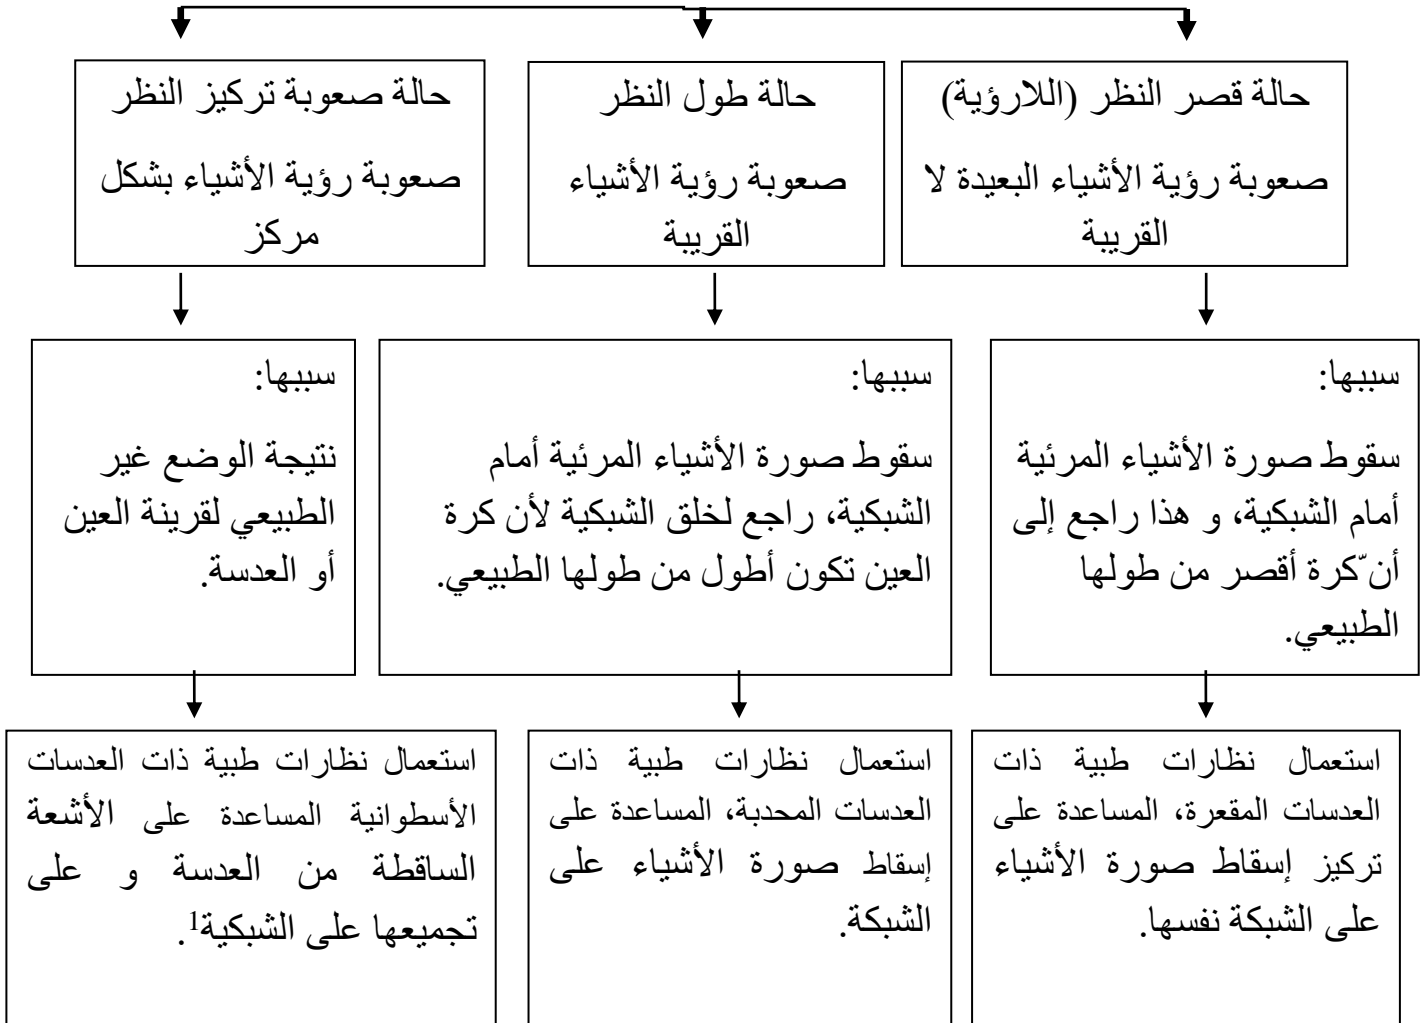 حالة قصر النظر (اللارؤية)
صعوبة رؤية الأشياء البعيدة لا
القريبة
حالة طول النظر
صعوبة رؤية الأشياء
القريبة
حالة صعوبة تركيز النظر
صعوبة رؤية الأشياء بشكل
مركز
سببها:
سقوط صورة الأشياء المرئية
أمام الشبكية، و هذا راجع إلى
أن ّكرة أقصر من طولها
الطبيعي.
سببها:
سقوط صورة الأشياء المرئية أمام
الشبكية، راجع لخلق الشبكية لأن كرة
العين تكون أطول من طولها الطبيعي.
سببها:
نتيجة الوضع غير
الطبيعي لقرينة العين
أو العدسة.
استعمال نظارات طبية ذات
العدسات المقعرة، المساعدة على
تركيز إسقاط صورة الأشياء
على الشبكة نفسها.
استعمال نظارات طبية ذات
العدسات المحدبة، المساعدة على
إسقاط صورة الأشياء على
الشبكة.
استعمال نظارات طبية ذات العدسات
الأسطوانية المساعدة على الأشعة
الساقطة من العدسة و على
تجميعها على الشبكية1.